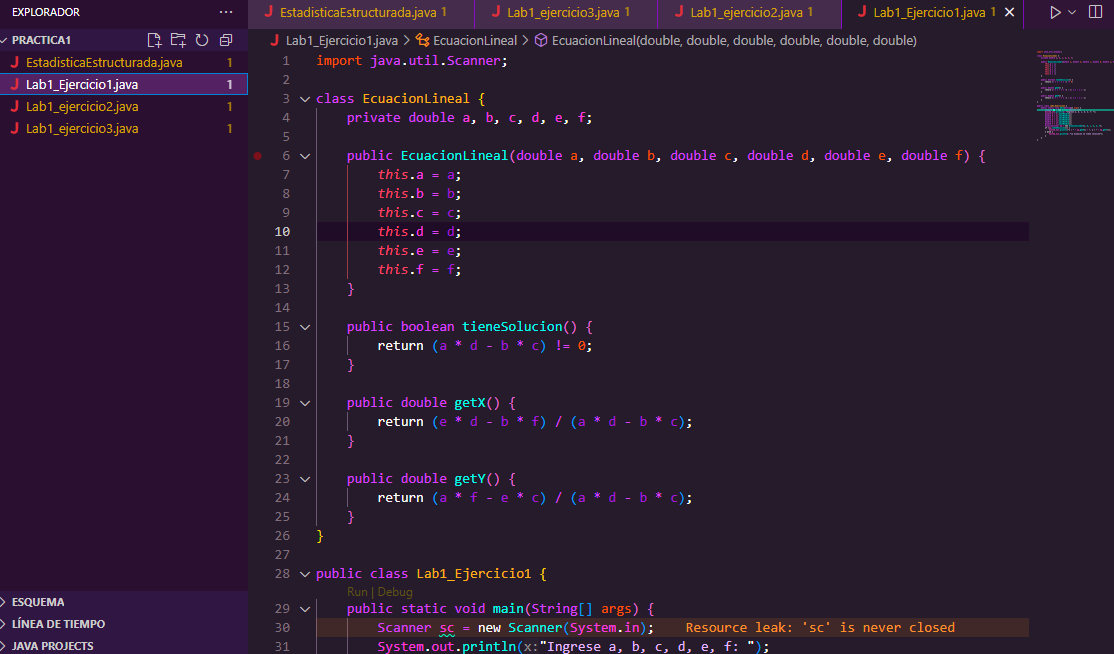 EXPLORADOR ···
EstadisticaEstructurada.java 1 Lab1_ejercicio3.java 1 Lab1_ejercicio2.java 1 Lab1_Ejercicio1.java 1
PRACTICA1
EstadisticaEstructurada.java 1
Lab1_Ejercicio1.java 1
Lab1_ejercicio2.java 1
Lab1_ejercicio3.java 1
Lab1_Ejercicio1.java > EcuacionLineal > EcuacionLineal(double, double, double, double, double, double)
1 import java.util.Scanner;
2
3 class EcuacionLineal {
4 private double a, b, c, d, e, f;
5
6 public EcuacionLineal(double a, double b, double c, double d, double e, double f) {
7 this.a = a;
8 this.b = b;
9 this.c = c;
10 this.d = d;
11 this.e = e;
12 this.f = f;
13 }
14
15 public boolean tieneSolucion() {
16 return (a * d - b * c) != 0;
17 }
18
19 public double getX() {
20 return (e * d - b * f) / (a * d - b * c);
21 }
22
23 public double getY() {
24 return (a * f - e * c) / (a * d - b * c);
25 }
26 }
27
28 public class Lab1_Ejercicio1 {
Run | Debug
29 public static void main(String[] args) {
30 Scanner sc = new Scanner(System.in); Resource leak: 'sc' is never closed
31 System.out.println(x:"Ingrese a, b, c, d, e, f: ");
ESQUEMA
LÍNEA DE TIEMPO
JAVA PROJECTS